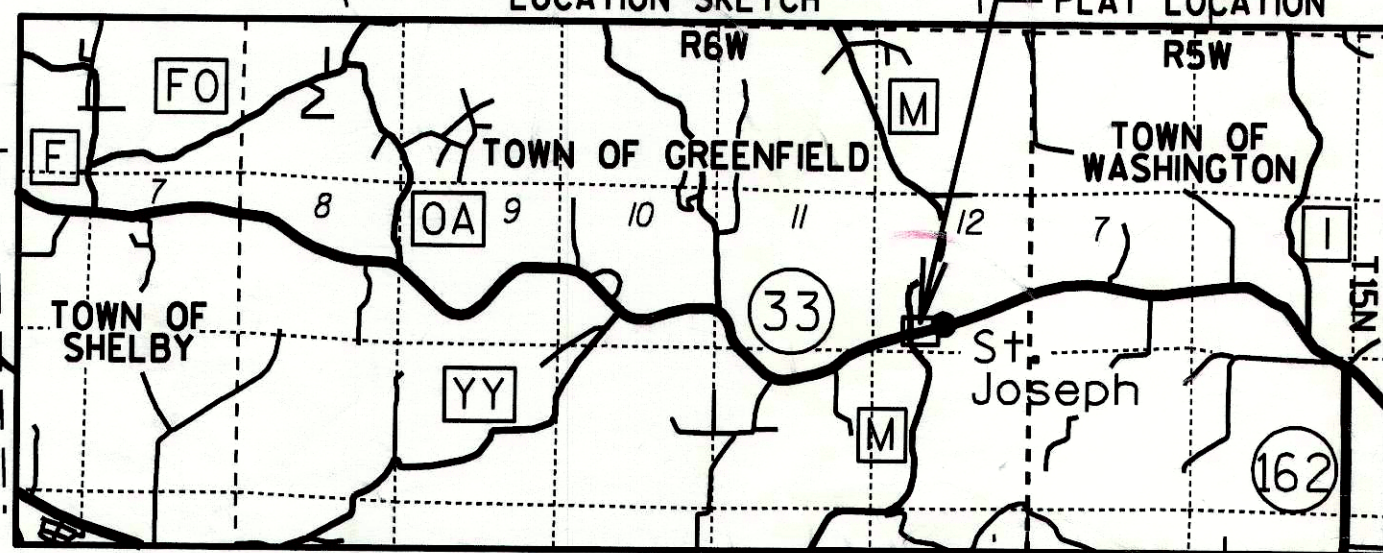 LOCATION SKETCH
PLAT LOCATION
R6W
R5W
FO
M
F
TOWN OF GREENFIELD
TOWN OF
WASHINGTON
7
8
OA
9
10
11
12
7
I
T15N
33
TOWN OF
SHELBY
St.
Joseph
YY
M
162